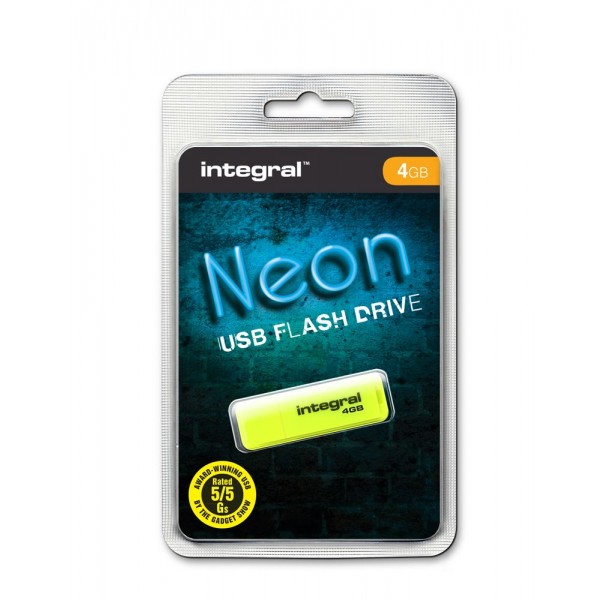 integral™
4GB
Neon
USB FLASH DRIVE
integral
4GB
AWARD-WINNING USB
Rated
5/5
Gs
BY THE GADGET SHOW